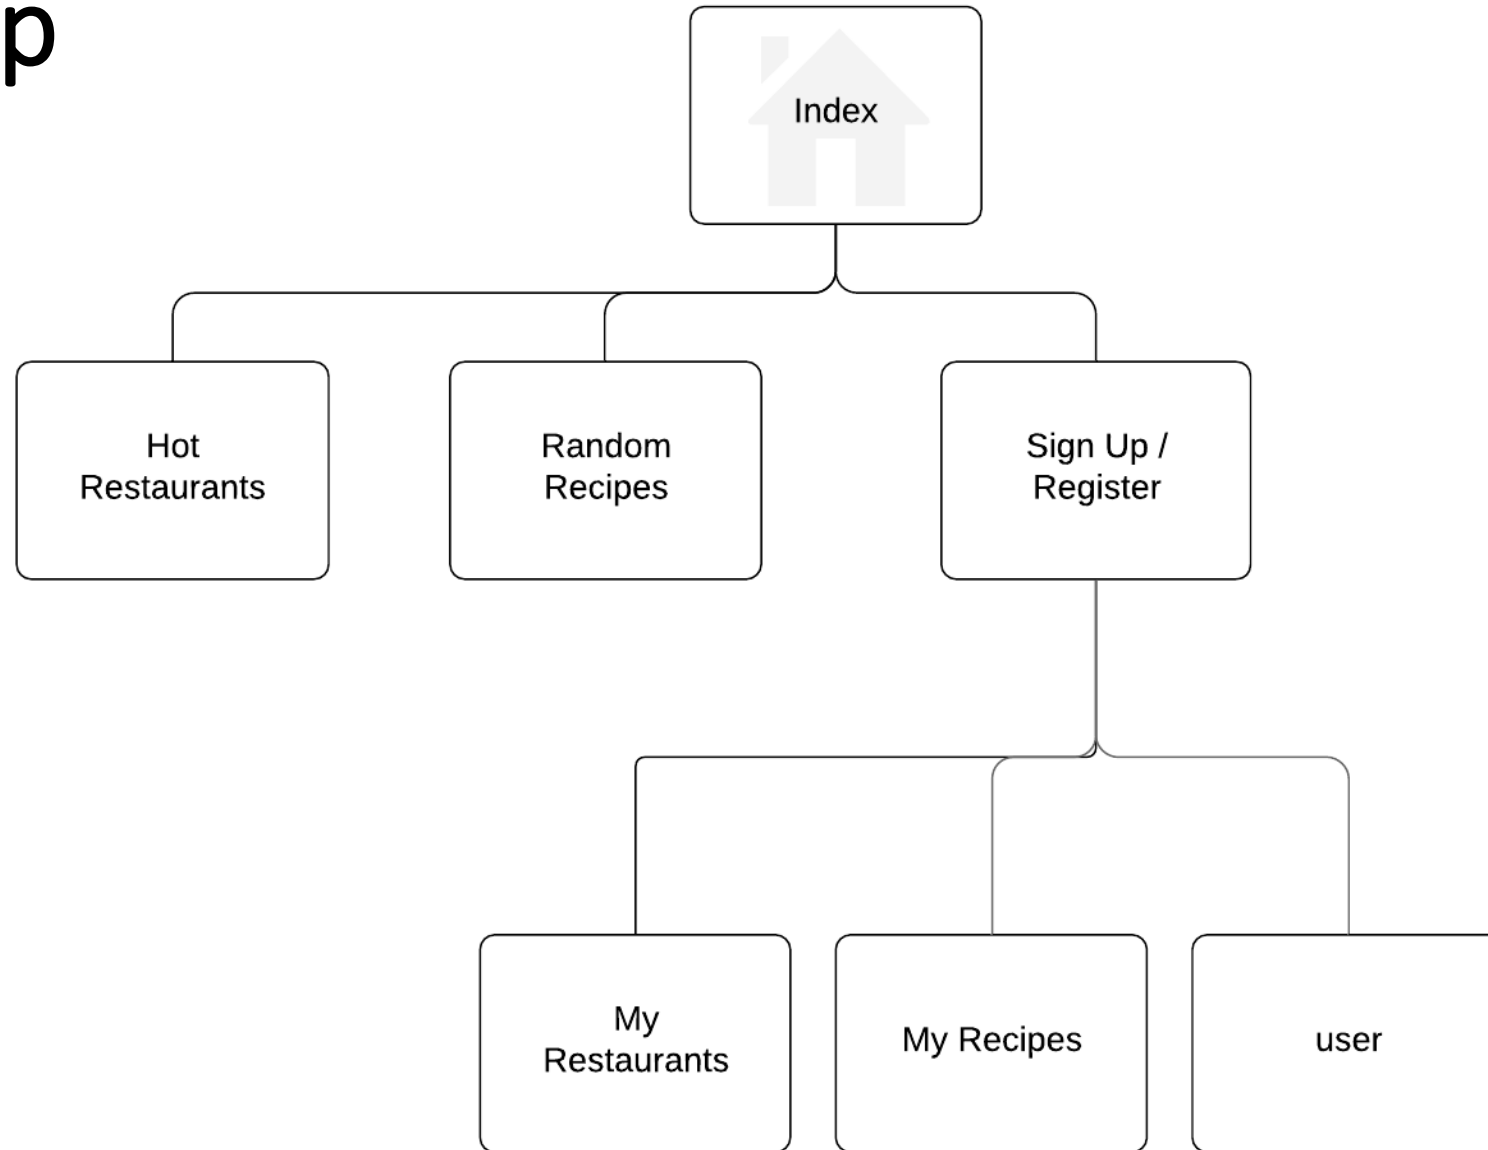 p
Index
Hot
Restaurants
Random
Recipes
Sign Up /
Register
My
Restaurants
My Recipes
user